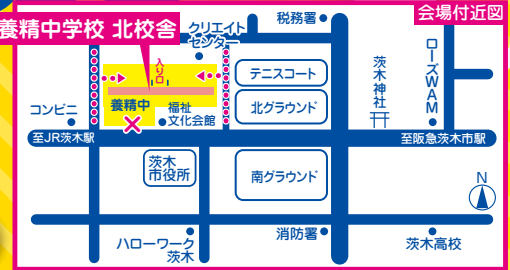 会場付近図
養精中学校 北校舎
税務署
クリエイト
センター
入り口
テニスコート
茨木神社
ローズWAM
養精中
福祉
文化会館
北グラウンド
コンビニ
至JR茨木駅
至阪急茨木市駅
茨木
市役所
南グラウンド
N
ハローワーク
茨木
消防署
茨木高校